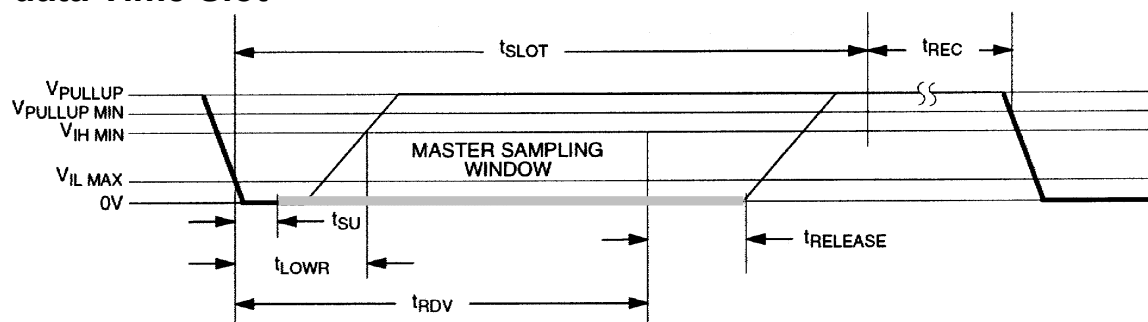 data Time Slot
tSLOT
tREC
VPULLUP
VPULLUP MIN
VIH MIN
MASTER SAMPLING
WINDOW
VIL MAX
0V
tSU
tRELEASE
tLOWR
tRDV